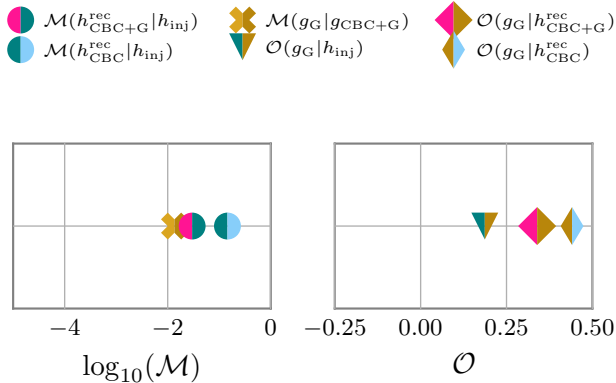 M(h^rec_CBC+G|h_inj) M(g_G|g_CBC+G) O(g_G|h^rec_CBC+G)
M(h^rec_CBC|h_inj) O(g_G|h_inj) O(g_G|h^rec_CBC)
−4 −2 0 −0.25 0.00 0.25 0.50
log₁₀(M) O